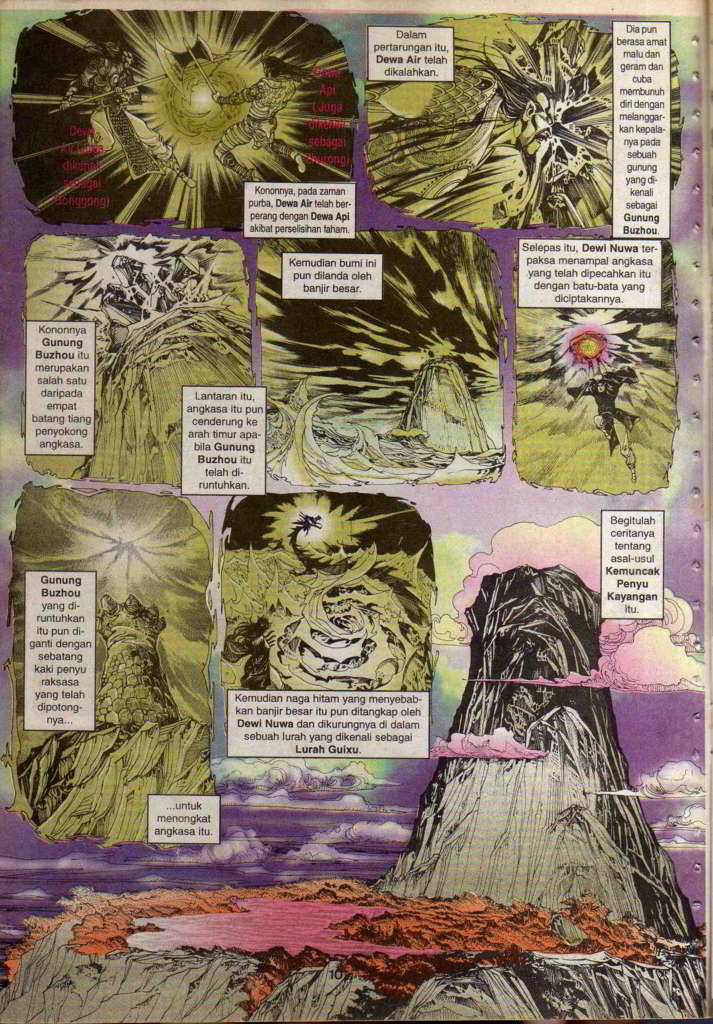 Dewa
Air (Juga
dikenali
sebagai
Gonggong)
Dewa
Api
(Juga
dikenali
sebagai
Zhurong)
Kononnya, pada zaman
purba, Dewa Air telah ber-
perang dengan Dewa Api
akibat perselisihan faham.
Dalam
pertarungan itu,
Dewa Air telah
dikalahkan.
Dia pun
berasa amat
malu dan
geram dan
cuba
membunuh
diri dengan
melanggar-
kan kepala-
nya pada
sebuah
gunung
yang di-
kenali
sebagai
Gunung
Buzhou.
Kononnya
Gunung
Buzhou itu
merupakan
salah satu
daripada
empat
batang tiang
penyokong
angkasa.
Lantaran itu,
angkasa itu pun
cenderung ke
arah timur apa-
bila Gunung
Buzhou itu
telah di-
runtuhkan.
Kemudian bumi ini
pun dilanda oleh
banjir besar.
Selepas itu, Dewi Nuwa ter-
paksa menampal angkasa
yang telah dipecahkan itu
dengan batu-bata yang
diciptakannya.
Gunung
Buzhou
yang di-
runtuhkan
itu pun di-
ganti dengan
sebatang
kaki penyu
raksasa
yang telah
dipotong-
nya...
...untuk
menongkat
angkasa itu.
Kemudian naga hitam yang menyebab-
kan banjir besar itu pun ditangkap oleh
Dewi Nuwa dan dikurungnya di dalam
sebuah lurah yang dikenali sebagai
Lurah Guixu.
Begitulah
ceritanya
tentang
asal-usul
Kemuncak
Penyu
Kayangan
itu.